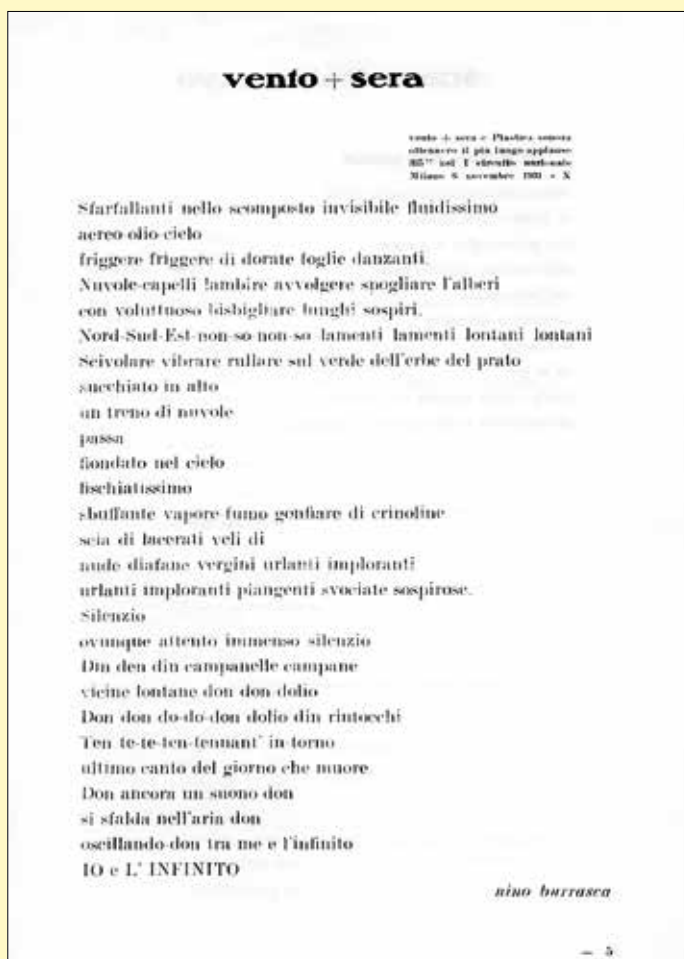 vento + sera
vento + sera e Plastica
ottennero il più lungo applauso
nel I circuito nazionale
Milano 6 novembre 1931 - X
Sfarfallanti nello scomposto invisibile fluidissimo
aereo-olio-cielo
friggere friggere di dorate foglie danzanti.
Nuvole-capelli lambire avvolgere spogliare l'alberi
con voluttuoso bisbigliare lunghi sospiri.
Nord-Sud-Est-non-so-non-so-lamenti lamenti lontani lontani
Scivolare vibrare rullare sul verde dell'erbe del prato
succhiato in alto
un treno di nuvole
passa
fiondato nel cielo
fischiatissimo
sbuffante vapore fumo gonfiare di crinoline
scia di lacerati veli di
nude diafane vergini urlanti imploranti
urlanti imploranti piangenti svociate sospirose.
Silenzio
ovunque attento immenso silenzio
Din den din campanelle campane
vicine lontane don don dolio
Don don do-do-don dolio din rintocchi
Ten te-te-ten-tennant' in-torno
ultimo canto del giorno che muore
Don ancora un suono don
si sfalda nell'aria don
oscillando-don tra me e l'infinito
IO e L' INFINITO
nino burrasca
— 5